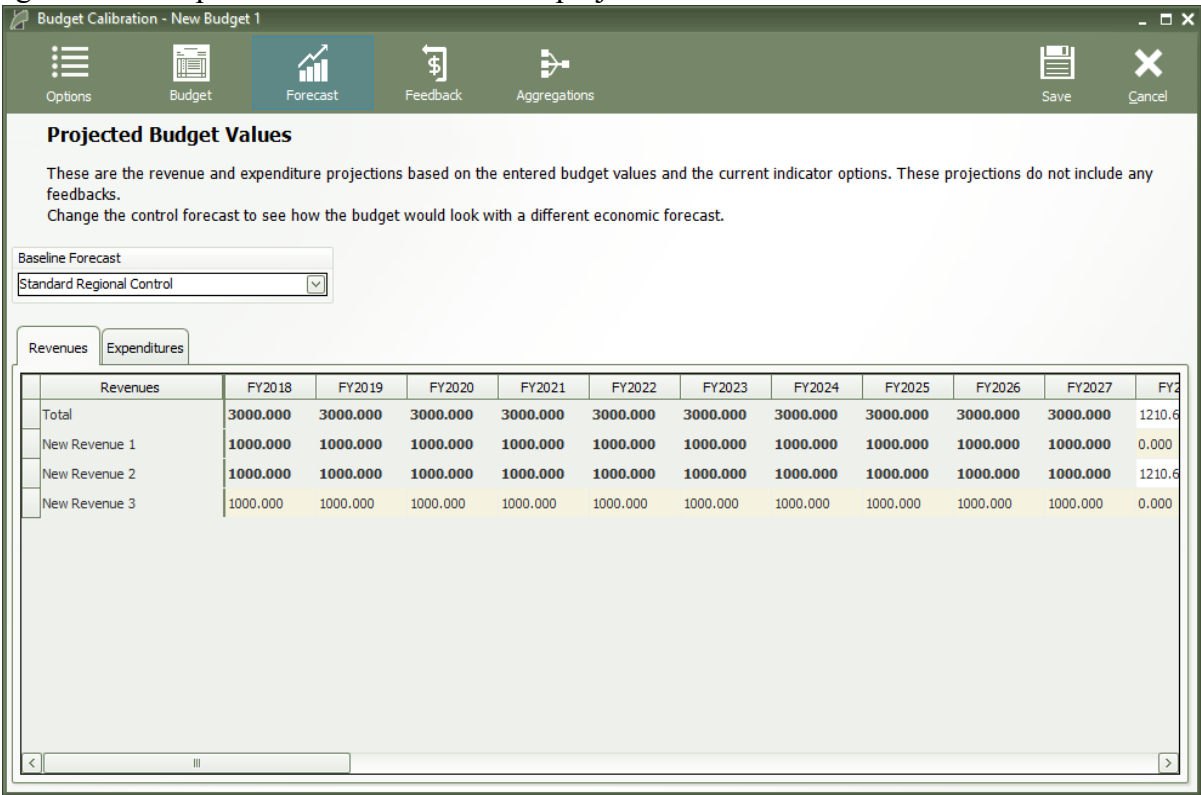 Budget Calibration - New Budget 1
Options Budget Forecast Feedback Aggregations Save Cancel
Projected Budget Values
These are the revenue and expenditure projections based on the entered budget values and the current indicator options. These projections do not include any
feedbacks.
Change the control forecast to see how the budget would look with a different economic forecast.
Baseline Forecast
Standard Regional Control
Revenues Expenditures
Revenues FY2018 FY2019 FY2020 FY2021 FY2022 FY2023 FY2024 FY2025 FY2026 FY2027 FY2
Total 3000.000 3000.000 3000.000 3000.000 3000.000 3000.000 3000.000 3000.000 3000.000 3000.000 1210.6
New Revenue 1 1000.000 1000.000 1000.000 1000.000 1000.000 1000.000 1000.000 1000.000 1000.000 1000.000 0.000
New Revenue 2 1000.000 1000.000 1000.000 1000.000 1000.000 1000.000 1000.000 1000.000 1000.000 1000.000 1210.6
New Revenue 3 1000.000 1000.000 1000.000 1000.000 1000.000 1000.000 1000.000 1000.000 1000.000 1000.000 0.000